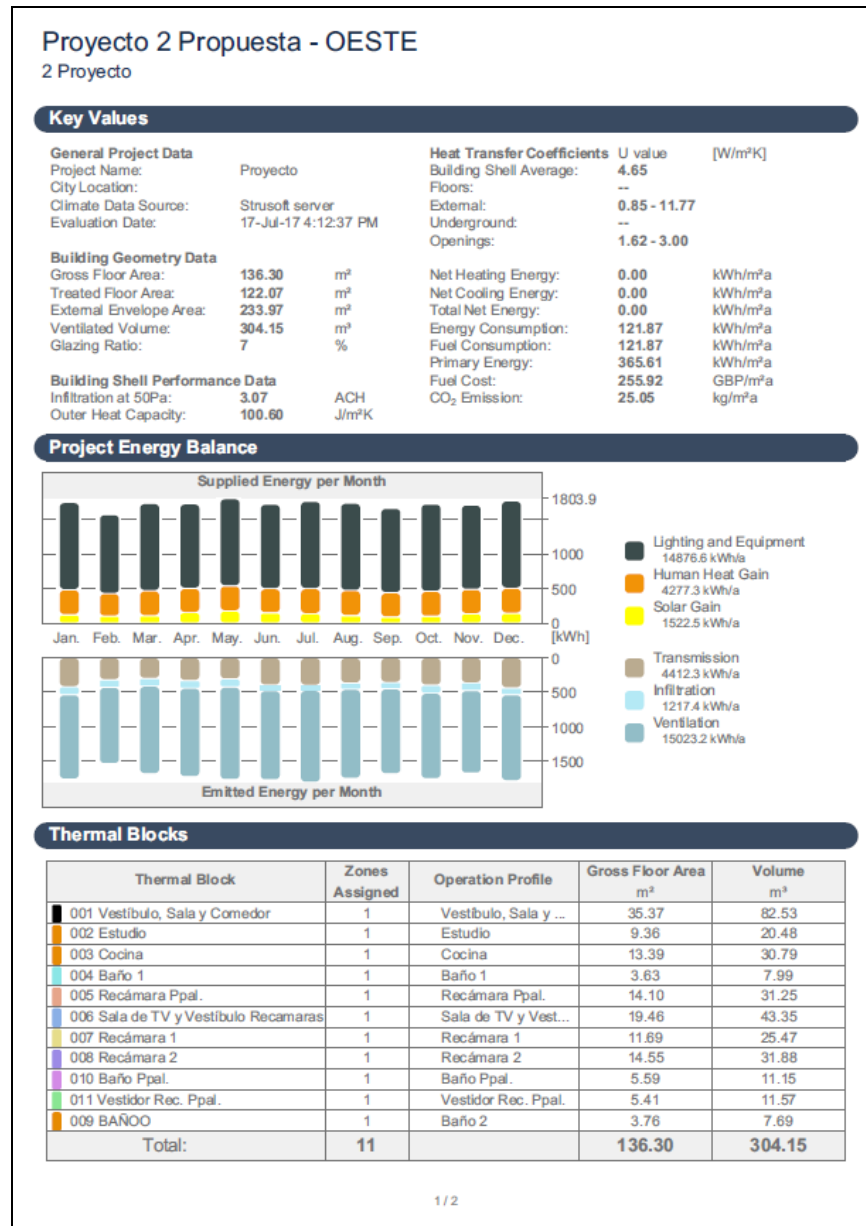 Proyecto 2 Propuesta - OESTE
2 Proyecto
Key Values
General Project Data
Project Name: Proyecto
City Location:
Climate Data Source: Strusoft server
Evaluation Date: 17-Jul-17 4:12:37 PM
Building Geometry Data
Gross Floor Area: 136.30 m²
Treated Floor Area: 122.07 m²
External Envelope Area: 233.97 m²
Ventilated Volume: 304.15 m³
Glazing Ratio: 7 %
Building Shell Performance Data
Infiltration at 50Pa: 3.07 ACH
Outer Heat Capacity: 100.60 J/m²K
Heat Transfer Coefficients U value [W/m²K]
Building Shell Average: 4.65
Floors: --
External: 0.85 - 11.77
Underground: --
Openings: 1.62 - 3.00
Net Heating Energy: 0.00 kWh/m²a
Net Cooling Energy: 0.00 kWh/m²a
Total Net Energy: 0.00 kWh/m²a
Energy Consumption: 121.87 kWh/m²a
Fuel Consumption: 121.87 kWh/m²a
Primary Energy: 365.61 kWh/m²a
Fuel Cost: 255.92 GBP/m²a
CO₂ Emission: 25.05 kg/m²a
Project Energy Balance
Supplied Energy per Month
1803.9
1000
500
0
Jan. Feb. Mar. Apr. May. Jun. Jul. Aug. Sep. Oct. Nov. Dec. [kWh]
0
500
1000
1500
Emitted Energy per Month
Lighting and Equipment
14876.6 kWh/a
Human Heat Gain
4277.3 kWh/a
Solar Gain
1522.5 kWh/a
Transmission
4412.3 kWh/a
Infiltration
1217.4 kWh/a
Ventilation
15023.2 kWh/a
Thermal Blocks
Thermal Block Zones Assigned Operation Profile Gross Floor Area m² Volume m³
001 Vestíbulo, Sala y Comedor 1 Vestíbulo, Sala y ... 35.37 82.53
002 Estudio 1 Estudio 9.36 20.48
003 Cocina 1 Cocina 13.39 30.79
004 Baño 1 1 Baño 1 3.63 7.99
005 Recámara Ppal. 1 Recámara Ppal. 14.10 31.25
006 Sala de TV y Vestíbulo Recamaras 1 Sala de TV y Vest... 19.46 43.35
007 Recámara 1 1 Recámara 1 11.69 25.47
008 Recámara 2 1 Recámara 2 14.55 31.88
010 Baño Ppal. 1 Baño Ppal. 5.59 11.15
011 Vestidor Rec. Ppal. 1 Vestidor Rec. Ppal. 5.41 11.57
009 BAÑOO 1 Baño 2 3.76 7.69
Total: 11 136.30 304.15
1 / 2